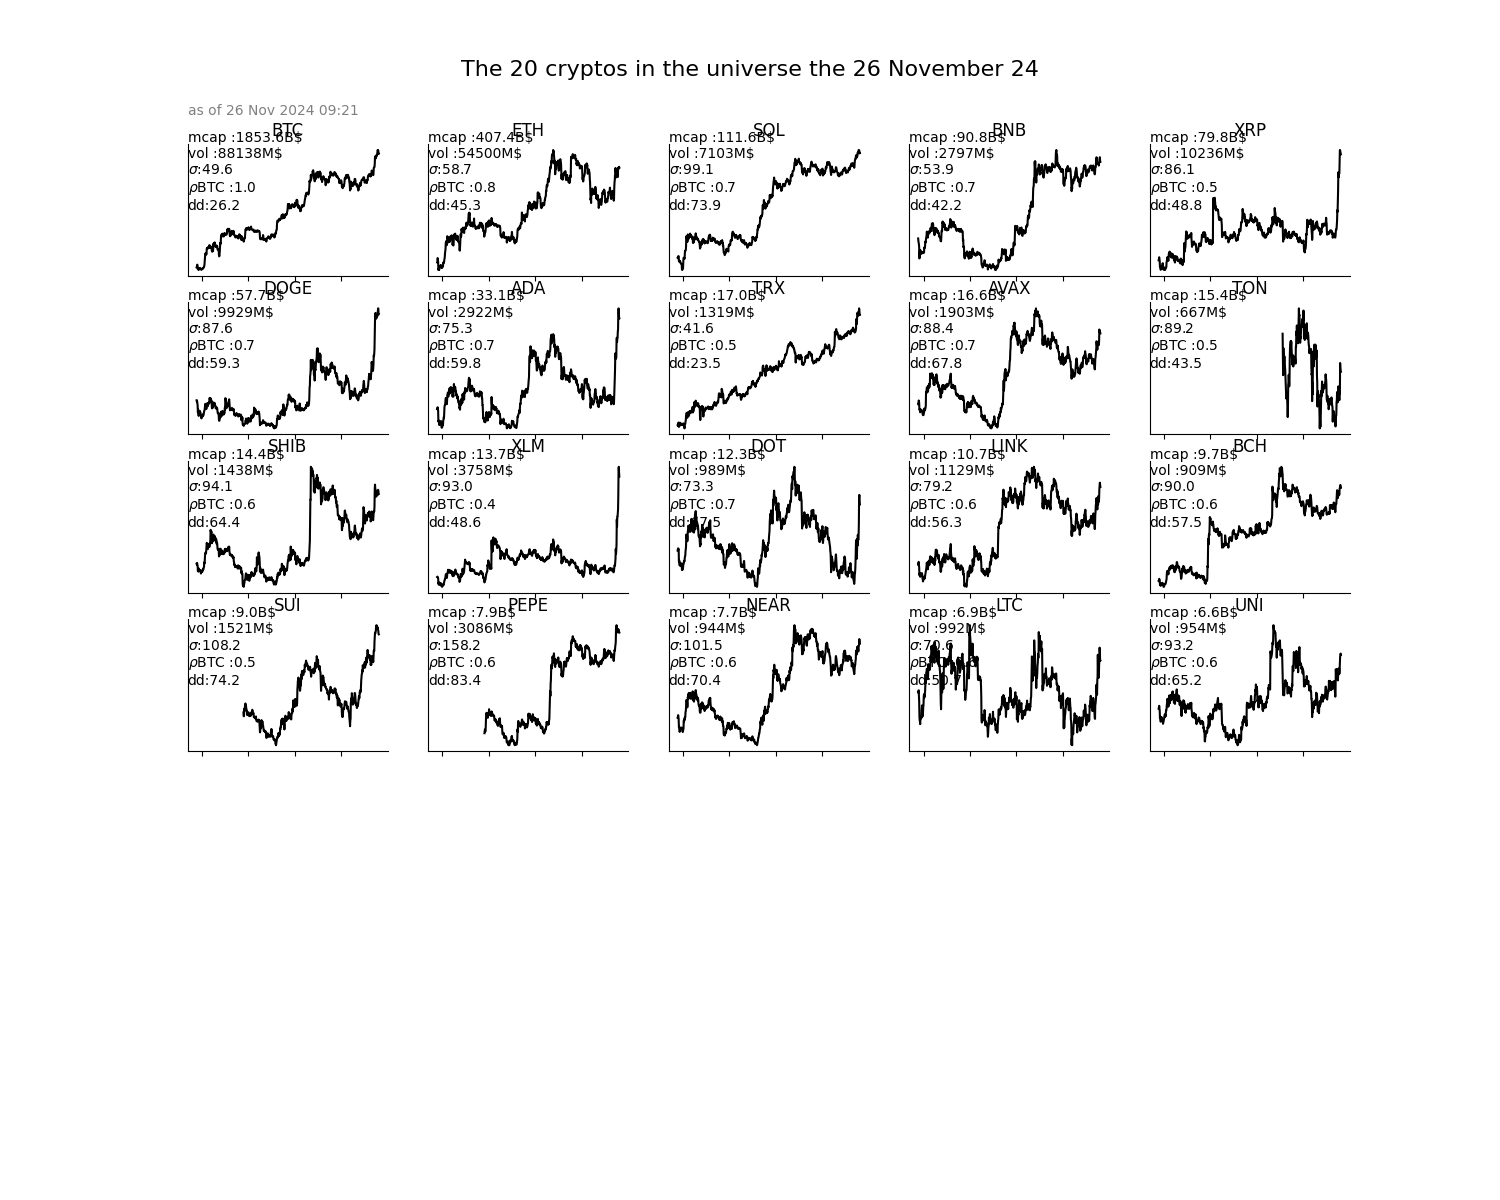 The 20 cryptos in the universe the 26 November 24
as of 26 Nov 2024 09:21
BTC
mcap :1853.6B$
vol :88138M$
σ:49.6
ρBTC :1.0
dd:26.2
ETH
mcap :407.4B$
vol :54500M$
σ:58.7
ρBTC :0.8
dd:45.3
SOL
mcap :111.6B$
vol :7103M$
σ:99.1
ρBTC :0.7
dd:73.9
BNB
mcap :90.8B$
vol :2797M$
σ:53.9
ρBTC :0.7
dd:42.2
XRP
mcap :79.8B$
vol :10236M$
σ:86.1
ρBTC :0.5
dd:48.8
DOGE
mcap :57.7B$
vol :9929M$
σ:87.6
ρBTC :0.7
dd:59.3
ADA
mcap :33.1B$
vol :2922M$
σ:75.3
ρBTC :0.7
dd:59.8
TRX
mcap :17.0B$
vol :1319M$
σ:41.6
ρBTC :0.5
dd:23.5
AVAX
mcap :16.6B$
vol :1903M$
σ:88.4
ρBTC :0.7
dd:67.8
TON
mcap :15.4B$
vol :667M$
σ:89.2
ρBTC :0.5
dd:43.5
SHIB
mcap :14.4B$
vol :1438M$
σ:94.1
ρBTC :0.6
dd:64.4
XLM
mcap :13.7B$
vol :3758M$
σ:93.0
ρBTC :0.4
dd:48.6
DOT
mcap :12.3B$
vol :989M$
σ:73.3
ρBTC :0.7
LINK
mcap :10.7B$
vol :1129M$
σ:79.2
ρBTC :0.6
dd:56.3
BCH
mcap :9.7B$
vol :909M$
σ:90.0
ρBTC :0.6
dd:57.5
SUI
mcap :9.0B$
vol :1521M$
σ:108.2
ρBTC :0.5
dd:74.2
PEPE
mcap :7.9B$
vol :3086M$
σ:158.2
ρBTC :0.6
dd:83.4
NEAR
mcap :7.7B$
vol :944M$
σ:101.5
ρBTC :0.6
dd:70.4
LTC
mcap :6.9B$
vol :992M$
UNI
mcap :6.6B$
vol :954M$
σ:93.2
ρBTC :0.6
dd:65.2